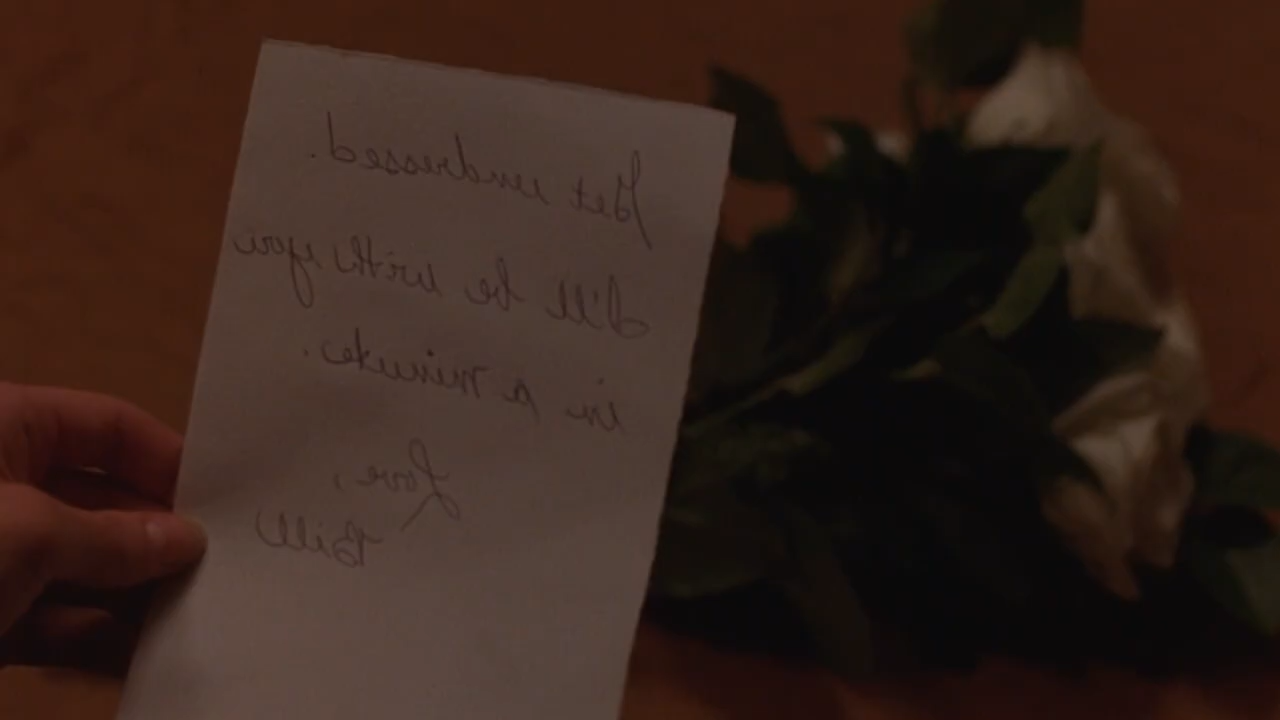 Get undressed.
I'll be with you
in a minute.
Love,
Bill